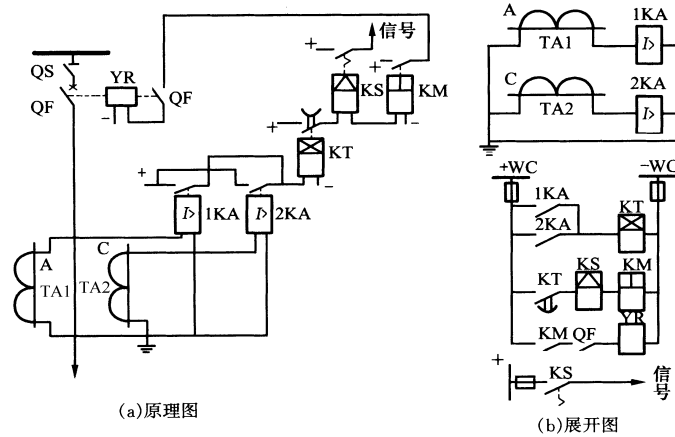 信号
+
+
QS
YR
QF
QF
KS
KM
−
+
−
KT
+
−
I> 1KA
I> 2KA
A
C
TA1
TA2
(a)原理图
A
TA1
1KA
I>
C
TA2
2KA
I>
+WC
−WC
1KA
2KA
KT
KT
KS
KM
YR
KM QF
+
KS
信号
(b)展开图